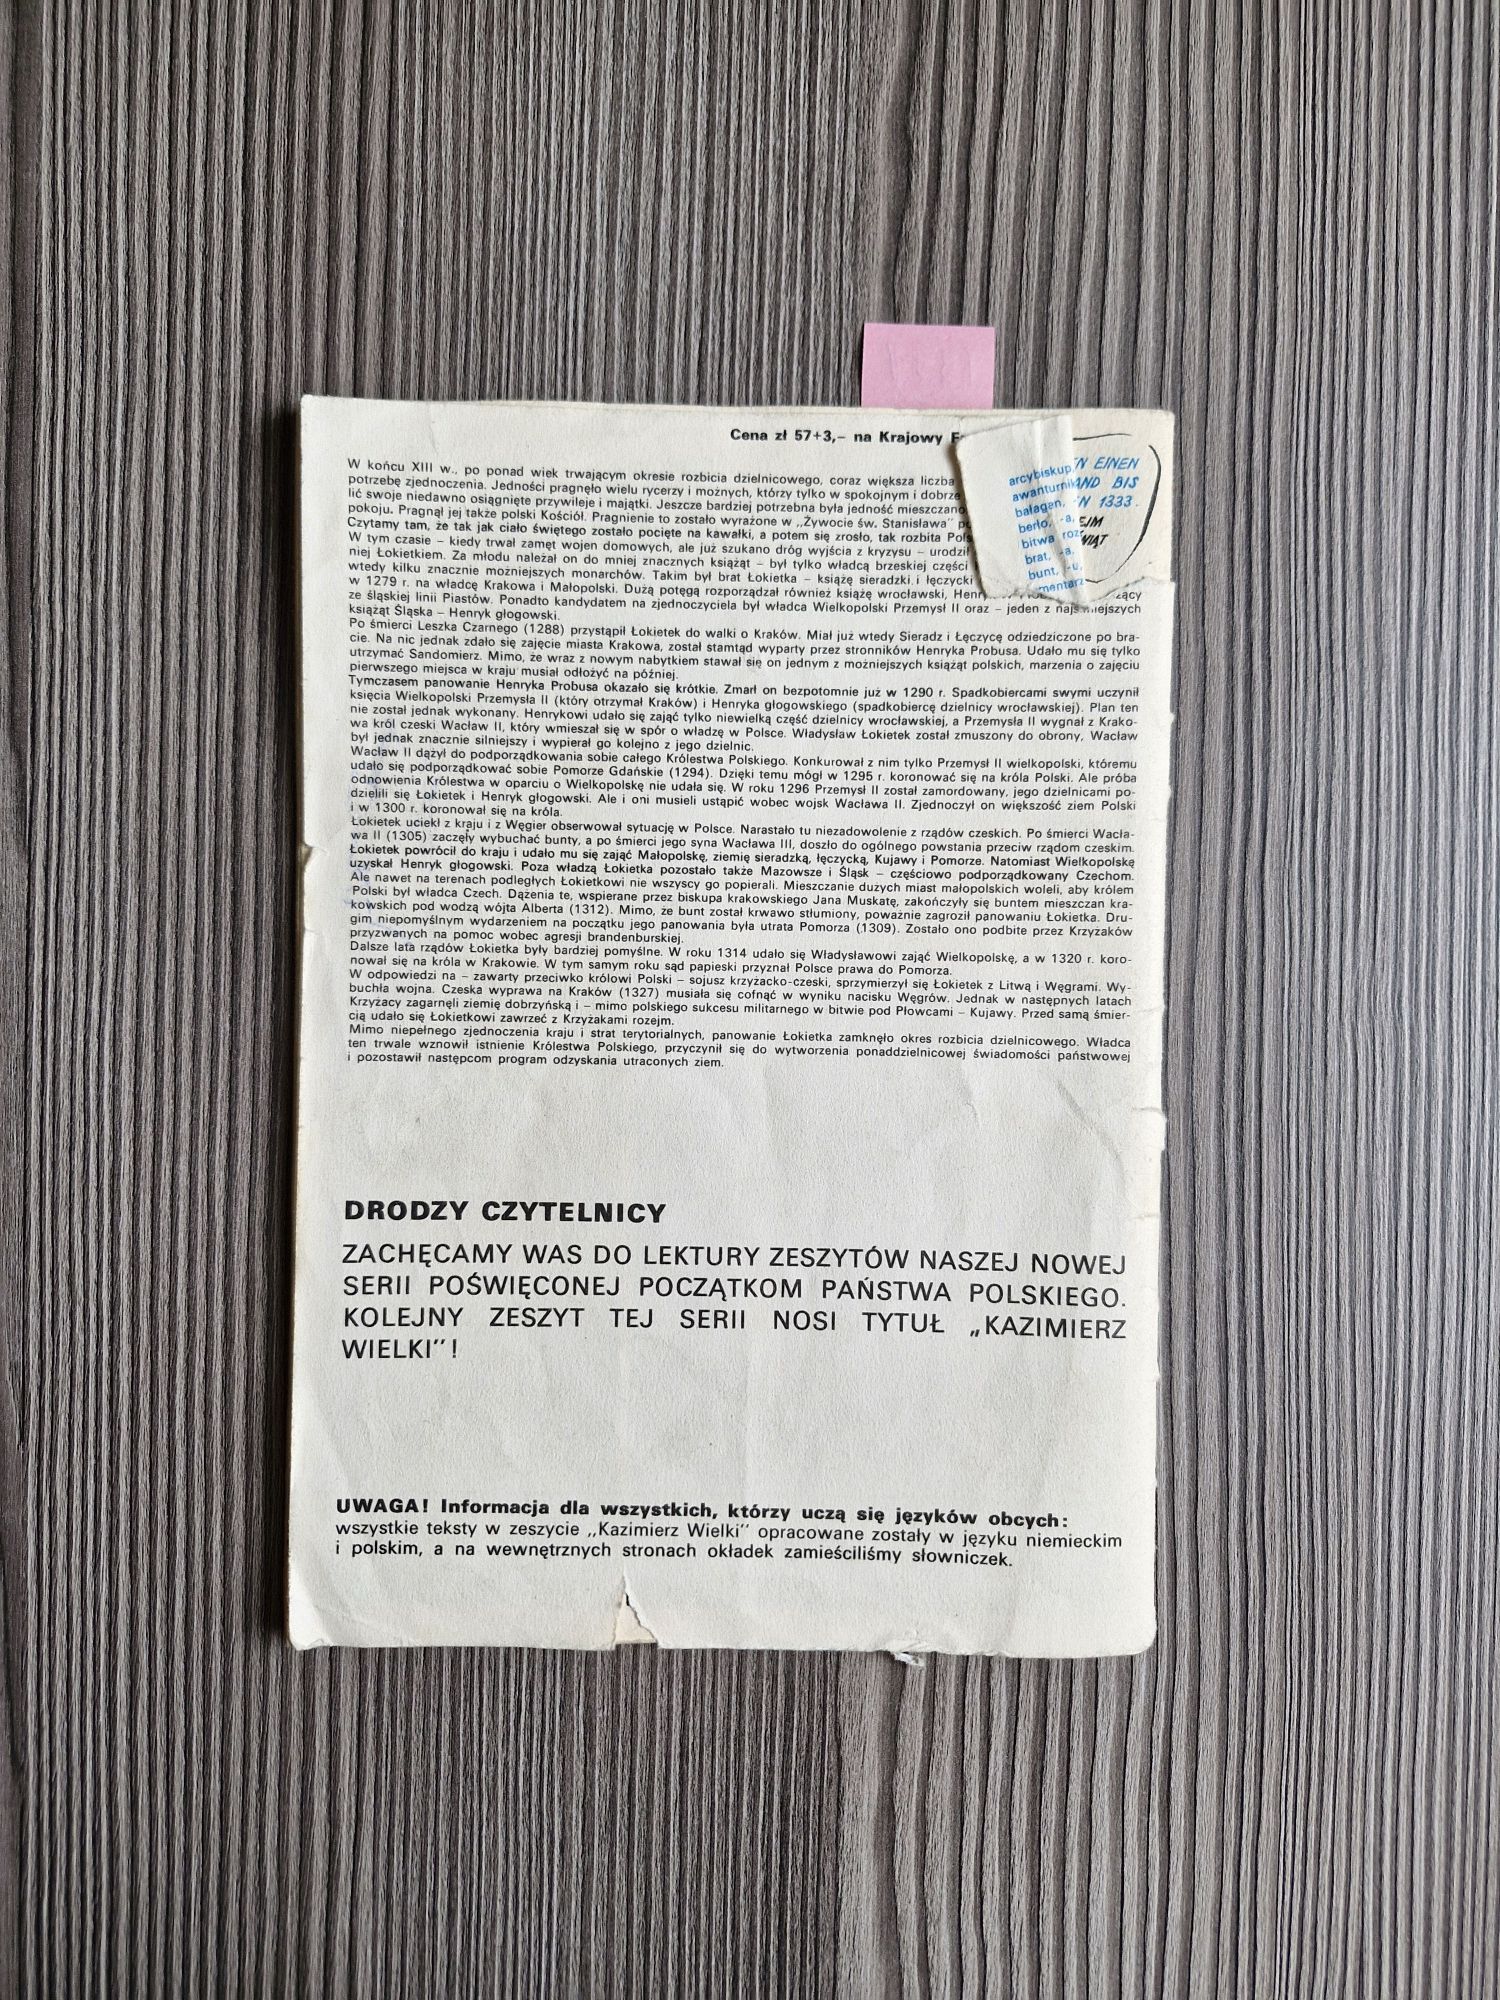 Cena zł 57+3,– na Krajowy
W końcu XIII w., po ponad wiek trwającym okresie rozbicia dzielnicowego, coraz większa liczba
potrzebę zjednoczenia. Jedności pragnęło wielu rycerzy i możnych, którzy tylko w spokojnym i dobrze
lić swoje niedawno osiągnięte przywileje i majątki. Jeszcze bardziej potrzebna była jedność
pokoju. Pragnął jej także polski Kościół. Pragnienie to zostało wyrażone w „Żywocie św. Stanisława"
Czytamy tam, że tak jak ciało świętego zostało pocięte na kawałki, a potem się zrosło, tak rozbita
W tym czasie – kiedy trwał zamęt wojen domowych, ale już szukano dróg wyjścia z kryzysu –
niej Łokietkiem. Za młodu należał on do mniej znacznych książąt – był tylko władcą brzeskiej części
wtedy kilku znacznie możniejszych monarchów. Takim był brat Łokietka – książę sieradzki i łęczycki
w 1279 r. na władcę Krakowa i Małopolski. Dużą potęgą rozporządzał również książę wrocławski,
ze śląskiej linii Piastów. Ponadto kandydatem na zjednoczyciela był władca Wielkopolski Przemysł II oraz – jeden z
książąt Śląska – Henryk głogowski.
Po śmierci Leszka Czarnego (1288) przystąpił Łokietek do walki o Kraków. Miał już wtedy Sieradz i Łęczycę odziedziczone po bra-
cie. Na nic jednak zdało się zajęcie miasta Krakowa, został stamtąd wyparty przez stronników Henryka Probusa. Udało mu się tylko
utrzymać Sandomierz. Mimo, że wraz z nowym nabytkiem stawał się on jednym z możniejszych książąt polskich, marzenia o zajęciu
pierwszego miejsca w kraju musiał odłożyć na później.
Tymczasem panowanie Henryka Probusa okazało się krótkie. Zmarł on bezpotomnie już w 1290 r. Spadkobiercami swymi uczynił
księcia Wielkopolski Przemysła II (który otrzymał Kraków) i Henryka głogowskiego (spadkobiercę dzielnicy wrocławskiej). Plan ten
nie został jednak wykonany. Henrykowi udało się zająć tylko niewielką część dzielnicy wrocławskiej, a Przemysła II wygnał z Krako-
wa król czeski Wacław II, który wmieszał się w spór o władzę w Polsce. Władysław Łokietek został zmuszony do obrony, Wacław
był jednak znacznie silniejszy i wypierał go kolejno z jego dzielnic.
Wacław II dążył do podporządkowania sobie całego Królestwa Polskiego. Konkurował z nim tylko Przemysł II wielkopolski, któremu
udało się podporządkować sobie Pomorze Gdańskie (1294). Dzięki temu mógł w 1295 r. koronować się na króla Polski. Ale próba
odnowienia Królestwa w oparciu o Wielkopolskę nie udała się. W roku 1296 Przemysł II został zamordowany, jego dzielnicami po-
dzielili się Łokietek i Henryk głogowski. Ale i oni musieli ustąpić wobec wojsk Wacława II. Zjednoczył on większość ziem Polski
i w 1300 r. koronował się na króla.
Łokietek uciekł z kraju i z Węgier obserwował sytuację w Polsce. Narastało tu niezadowolenie z rządów czeskich. Po śmierci Wacła-
wa II (1305) zaczęły wybuchać bunty, a po śmierci jego syna Wacława III, doszło do ogólnego powstania przeciw rządom czeskim.
Łokietek powrócił do kraju i udało mu się zająć Małopolskę, ziemię sieradzką, łęczycką, Kujawy i Pomorze. Natomiast Wielkopolskę
uzyskał Henryk głogowski. Poza władzą Łokietka pozostało także Mazowsze i Śląsk – częściowo podporządkowany Czechom.
Ale nawet na terenach podległych Łokietkowi nie wszyscy go popierali. Mieszczanie dużych miast małopolskich woleli, aby królem
Polski był władca Czech. Dążenia te, wspierane przez biskupa krakowskiego Jana Muskatę, zakończyły się buntem mieszczan kra-
kowskich pod wodzą wójta Alberta (1312). Mimo, że bunt został krwawo stłumiony, poważnie zagroził panowaniu Łokietka. Dru-
gim niepomyślnym wydarzeniem na początku jego panowania była utrata Pomorza (1309). Zostało ono podbite przez Krzyżaków
przyzwanych na pomoc wobec agresji brandenburskiej.
Dalsze lata rządów Łokietka były bardziej pomyślne. W roku 1314 udało się Władysławowi zająć Wielkopolskę, a w 1320 r. koro-
nował się na króla w Krakowie. W tym samym roku sąd papieski przyznał Polsce prawa do Pomorza.
W odpowiedzi na – zawarty przeciwko królowi Polski – sojusz krzyżacko-czeski, sprzymierzył się Łokietek z Litwą i Węgrami. Wy-
buchła wojna. Czeska wyprawa na Kraków (1327) musiała się cofnąć w wyniku nacisku Węgrów. Jednak w następnych latach
Krzyżacy zagarnęli ziemię dobrzyńską i – mimo polskiego sukcesu militarnego w bitwie pod Płowcami – Kujawy. Przed samą śmier-
cią udało się Łokietkowi zawrzeć z Krzyżakami rozejm.
Mimo niepełnego zjednoczenia kraju i strat terytorialnych, panowanie Łokietka zamknęło okres rozbicia dzielnicowego. Władca
ten trwale wznowił istnienie Królestwa Polskiego, przyczynił się do wytworzenia ponaddzielnicowej świadomości państwowej
i pozostawił następcom program odzyskania utraconych ziem.
arcybiskup,
bałagan,
berło, -a,
bitwa
brat, -a,
bunt, -u,
EINEN
BIS
1333.
DRODZY CZYTELNICY
ZACHĘCAMY WAS DO LEKTURY ZESZYTÓW NASZEJ NOWEJ
SERII POŚWIĘCONEJ POCZĄTKOM PAŃSTWA POLSKIEGO.
KOLEJNY ZESZYT TEJ SERII NOSI TYTUŁ „KAZIMIERZ
WIELKI"!
UWAGA! Informacja dla wszystkich, którzy uczą się języków obcych:
wszystkie teksty w zeszycie „Kazimierz Wielki" opracowane zostały w języku niemieckim
i polskim, a na wewnętrznych stronach okładek zamieściliśmy słowniczek.